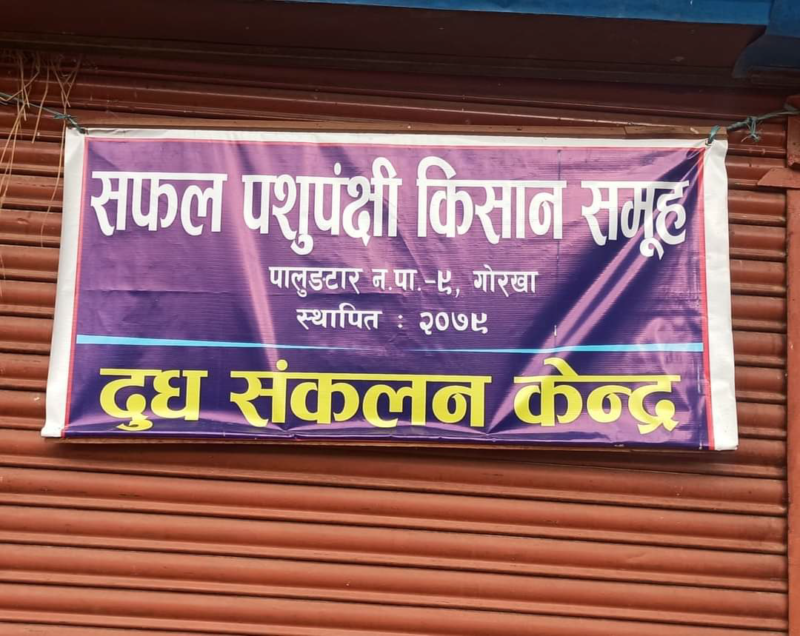 सफल पशुपंक्षी किसान समूह
पालुङटार न.पा.-९, गोरखा
स्थापित : २०७९
दुध संकलन केन्द्र